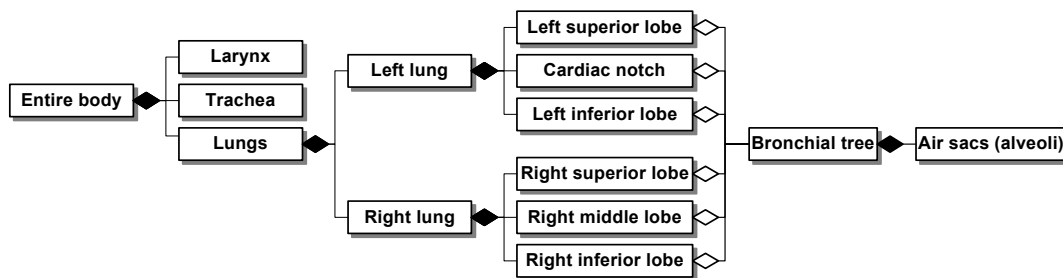 Entire body
Larynx
Trachea
Lungs
Left lung
Right lung
Left superior lobe
Cardiac notch
Left inferior lobe
Right superior lobe
Right middle lobe
Right inferior lobe
Bronchial tree
Air sacs (alveoli)